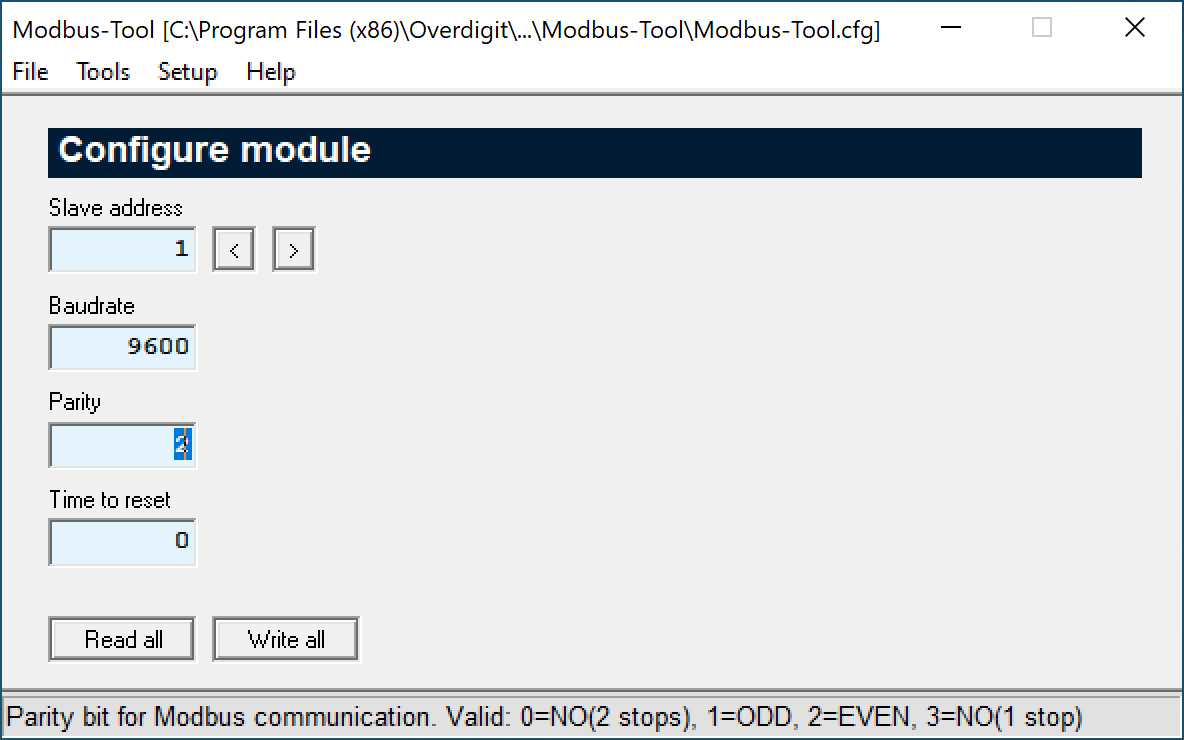 Modbus-Tool [C:\Program Files (x86)\Overdigit\...\Modbus-Tool\Modbus-Tool.cfg]
File Tools Setup Help
Configure module
Slave address
1 < >
Baudrate
9600
Parity
2
Time to reset
0
Read all Write all
Parity bit for Modbus communication. Valid: 0=NO(2 stops), 1=ODD, 2=EVEN, 3=NO(1 stop)